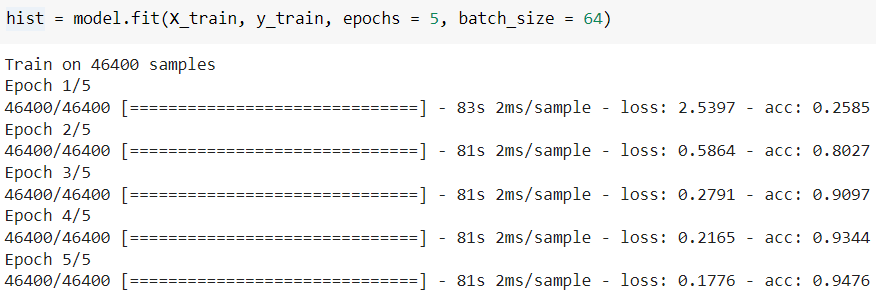 hist = model.fit(X_train, y_train, epochs = 5, batch_size = 64)
Train on 46400 samples
Epoch 1/5
46400/46400 [==============================] - 83s 2ms/sample - loss: 2.5397 - acc: 0.2585
Epoch 2/5
46400/46400 [==============================] - 81s 2ms/sample - loss: 0.5864 - acc: 0.8027
Epoch 3/5
46400/46400 [==============================] - 81s 2ms/sample - loss: 0.2791 - acc: 0.9097
Epoch 4/5
46400/46400 [==============================] - 81s 2ms/sample - loss: 0.2165 - acc: 0.9344
Epoch 5/5
46400/46400 [==============================] - 81s 2ms/sample - loss: 0.1776 - acc: 0.9476